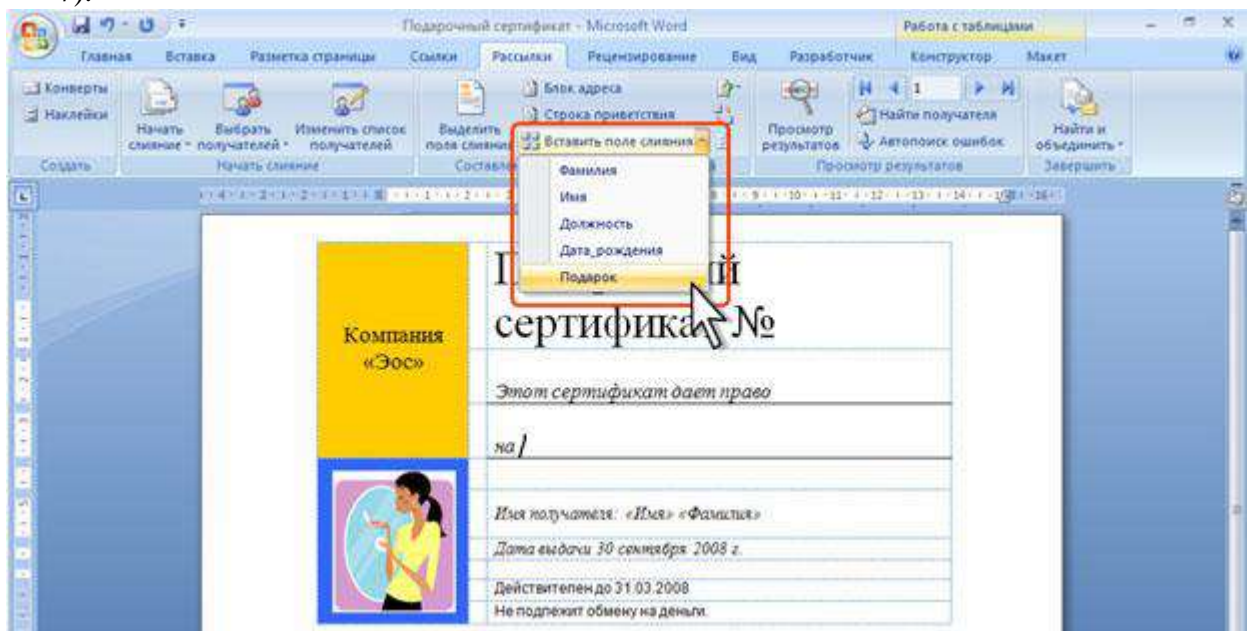 Подарочный сертификат - Microsoft Word
Работа с таблицами
Главная Вставка Разметка страницы Ссылки Рассылки Рецензирование Вид Разработчик Конструктор Макет
Конверты
Наклейки
Начать слияние
Выбрать получателей
Изменить список получателей
Выделить поля слияния
Блок адреса
Строка приветствия
Вставить поле слияния
Просмотр результатов
1
Найти получателя
Автопоиск ошибок
Найти и объединить
Создать
Начать слияние
Просмотр результатов
Завершить
Фамилия
Имя
Должность
Дата_рождения
Подарок
сертификат №
Компания
«Эос»
Этот сертификат дает право
на
Имя получателя: «Имя» «Фамилия»
Дата выдачи 30 сентября 2008 г.
Действителен до 31.03.2008
Не подлежит обмену на деньги.